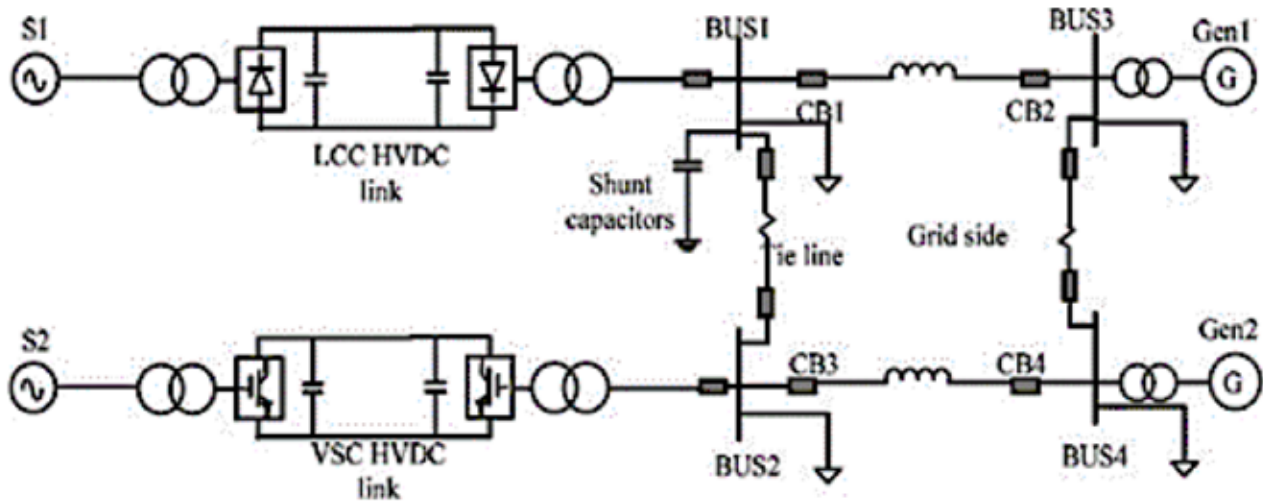 S1
LCC HVDC
link
BUS1
CB1
CB2
BUS3
Gen1
G
Shunt
capacitors
Tie line
Grid side
S2
VSC HVDC
link
BUS2
CB3
CB4
BUS4
Gen2
G